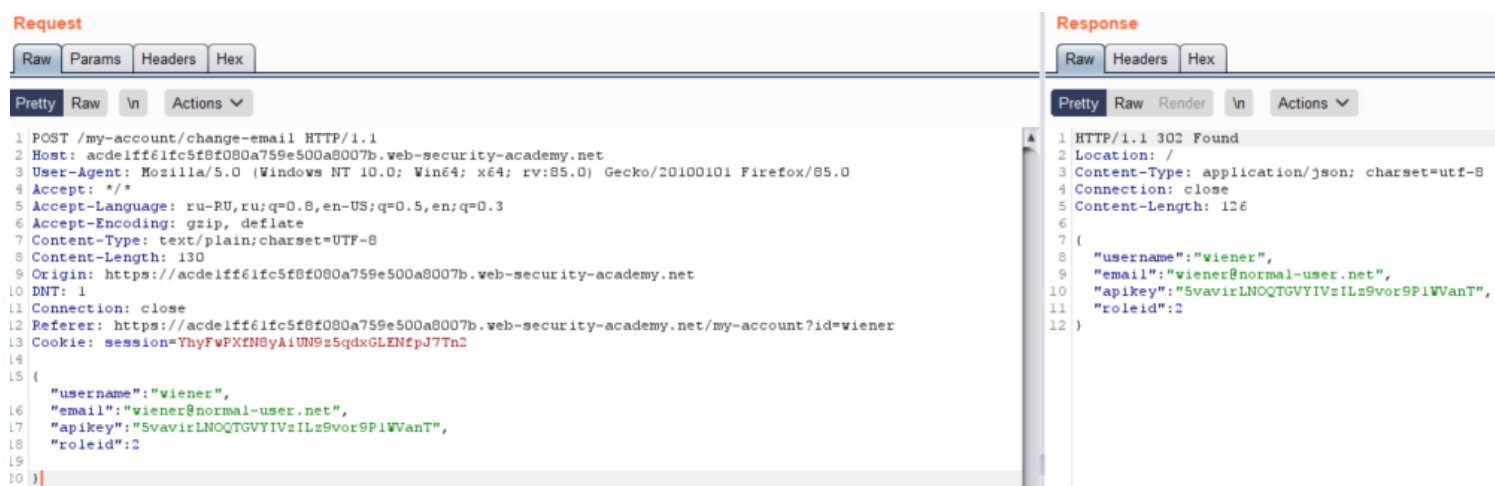 Request
Raw Params Headers Hex
Pretty Raw \n Actions
1 POST /my-account/change-email HTTP/1.1
2 Host: acde1ff61fc5f8f080a759e500a8007b.web-security-academy.net
3 User-Agent: Mozilla/5.0 (Windows NT 10.0; Win64; x64; rv:85.0) Gecko/20100101 Firefox/85.0
4 Accept: */*
5 Accept-Language: ru-RU,ru;q=0.8,en-US;q=0.5,en;q=0.3
6 Accept-Encoding: gzip, deflate
7 Content-Type: text/plain;charset=UTF-8
8 Content-Length: 130
9 Origin: https://acde1ff61fc5f8f080a759e500a8007b.web-security-academy.net
10 DNT: 1
11 Connection: close
12 Referer: https://acde1ff61fc5f8f080a759e500a8007b.web-security-academy.net/my-account?id=wiener
13 Cookie: session=YhyFwPXfN8yAiUN9z5qdxGLENfpJ7Tn2
14
15 {
"username":"wiener",
16 "email":"wiener@normal-user.net",
17 "apikey":"5vavirLNOQTGVYIVzILz9vor9PiWVanT",
18 "roleid":2
19
20 }
Response
Raw Headers Hex
Pretty Raw Render \n Actions
1 HTTP/1.1 302 Found
2 Location: /
3 Content-Type: application/json; charset=utf-8
4 Connection: close
5 Content-Length: 126
6
7 {
8 "username":"wiener",
9 "email":"wiener@normal-user.net",
10 "apikey":"5vavirLNOQTGVYIVzILz9vor9PiWVanT",
11 "roleid":2
12 }